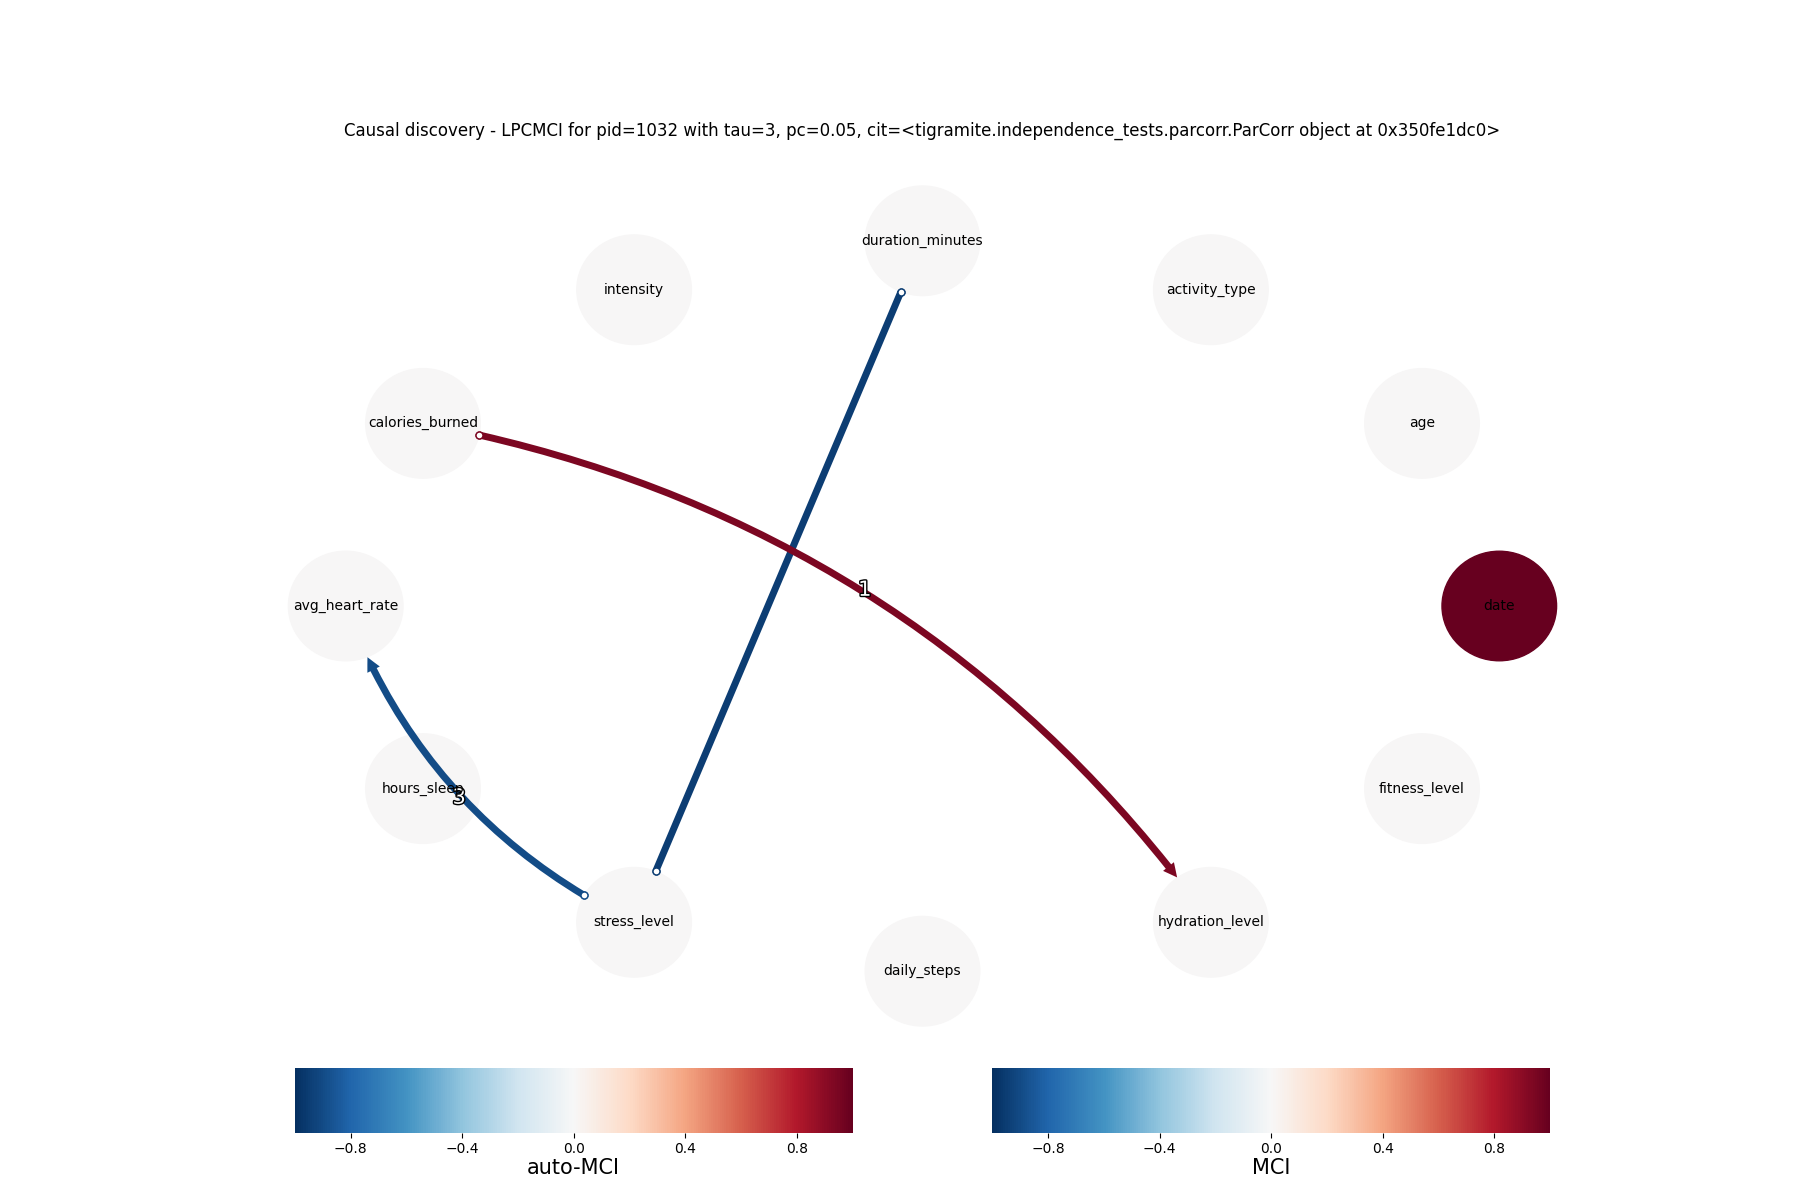 Causal discovery - LPCMCI for pid=1032 with tau=3, pc=0.05, cit=<tigramite.independence_tests.parcorr.ParCorr object at 0x350fe1dc0>
duration_minutes
intensity
activity_type
calories_burned
age
1
avg_heart_rate
date
hours_sleep
3
fitness_level
stress_level
hydration_level
daily_steps
−0.8 −0.4 0.0 0.4 0.8
auto-MCI
−0.8 −0.4 0.0 0.4 0.8
MCI